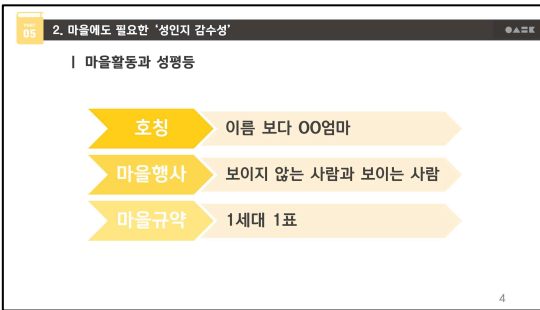 PART
05
2. 마을에도 필요한 ‘성인지 감수성’
| 마을활동과 성평등
호칭
이름 보다 OO엄마
마을행사
보이지 않는 사람과 보이는 사람
마을규약
1세대 1표
4